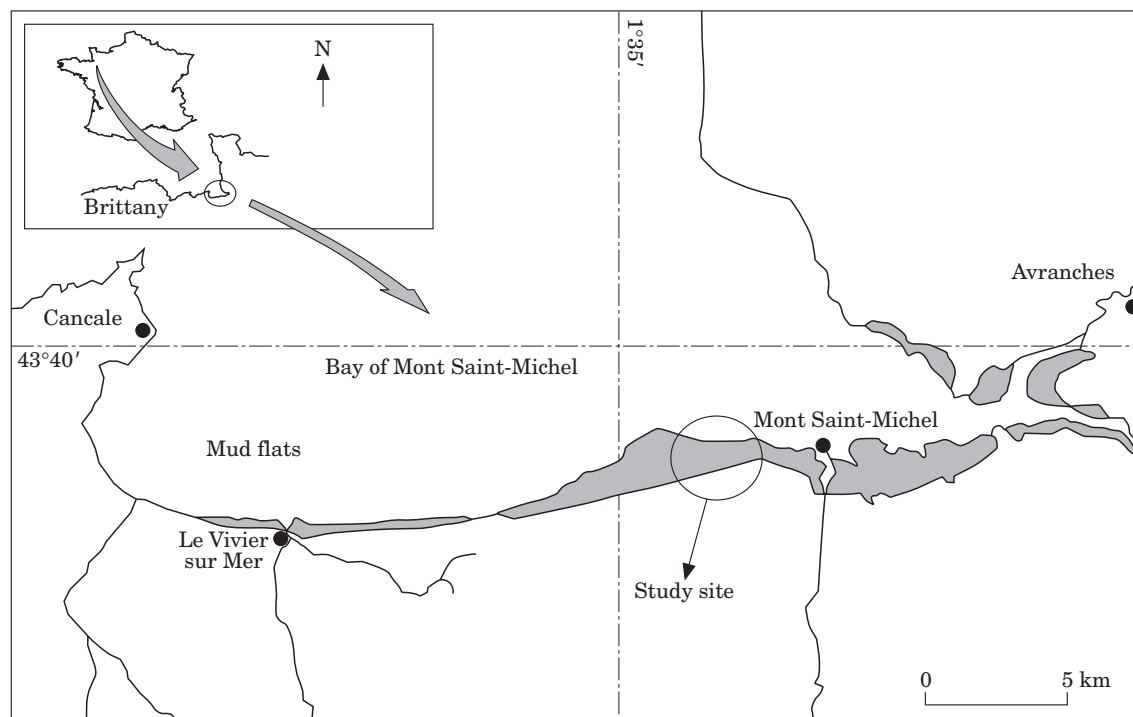 N
Brittany
1°35′
Avranches
Cancale
43°40′
Bay of Mont Saint-Michel
Mont Saint-Michel
Mud flats
Le Vivier
sur Mer
Study site
0 5 km